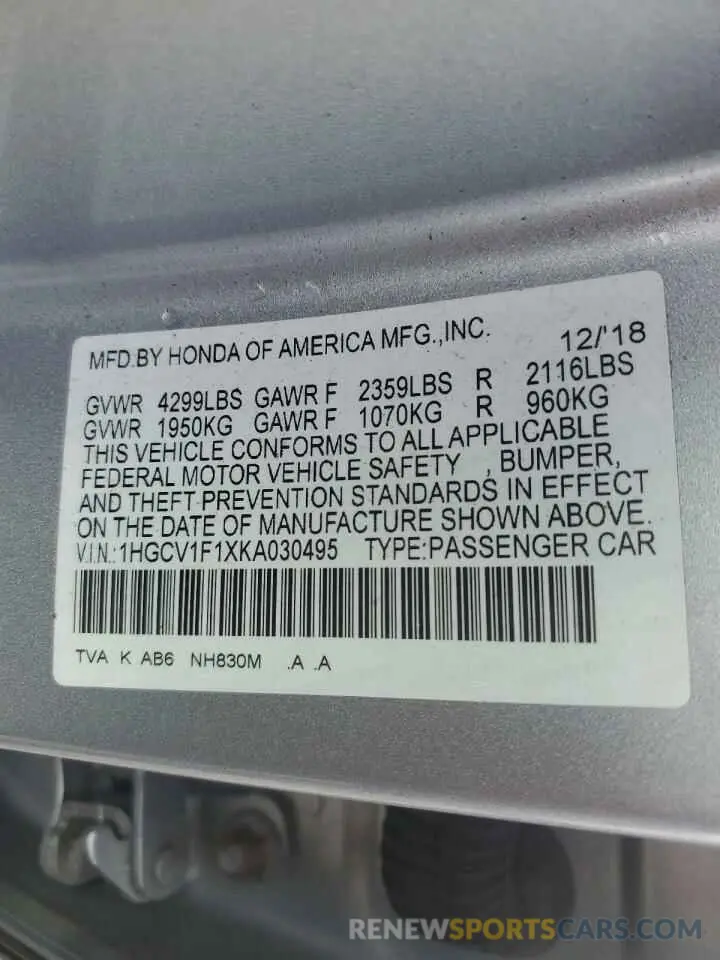 MFD.BY HONDA OF AMERICA MFG.,INC. 12/'18
GVWR 4299LBS GAWR F 2359LBS R 2116LBS
GVWR 1950KG GAWR F 1070KG R 960KG
THIS VEHICLE CONFORMS TO ALL APPLICABLE
FEDERAL MOTOR VEHICLE SAFETY , BUMPER,
AND THEFT PREVENTION STANDARDS IN EFFECT
ON THE DATE OF MANUFACTURE SHOWN ABOVE.
V.I.N.:1HGCV1F1XKA030495 TYPE:PASSENGER CAR
TVA K AB6 NH830M .A .A
RENEWSPORTSCARS.COM